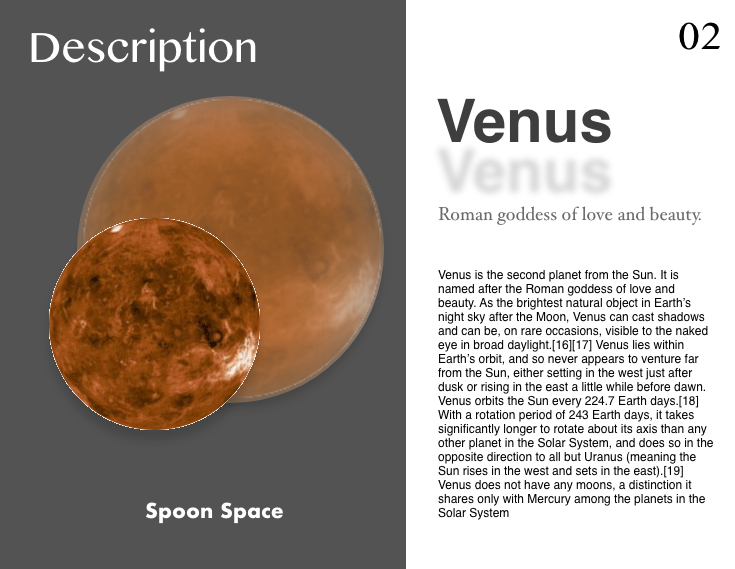 Description
Spoon Space
02
Venus
Venus
Roman goddess of love and beauty.
Venus is the second planet from the Sun. It is
named after the Roman goddess of love and
beauty. As the brightest natural object in Earth's
night sky after the Moon, Venus can cast shadows
and can be, on rare occasions, visible to the naked
eye in broad daylight.[16][17] Venus lies within
Earth's orbit, and so never appears to venture far
from the Sun, either setting in the west just after
dusk or rising in the east a little while before dawn.
Venus orbits the Sun every 224.7 Earth days.[18]
With a rotation period of 243 Earth days, it takes
significantly longer to rotate about its axis than any
other planet in the Solar System, and does so in the
opposite direction to all but Uranus (meaning the
Sun rises in the west and sets in the east).[19]
Venus does not have any moons, a distinction it
shares only with Mercury among the planets in the
Solar System